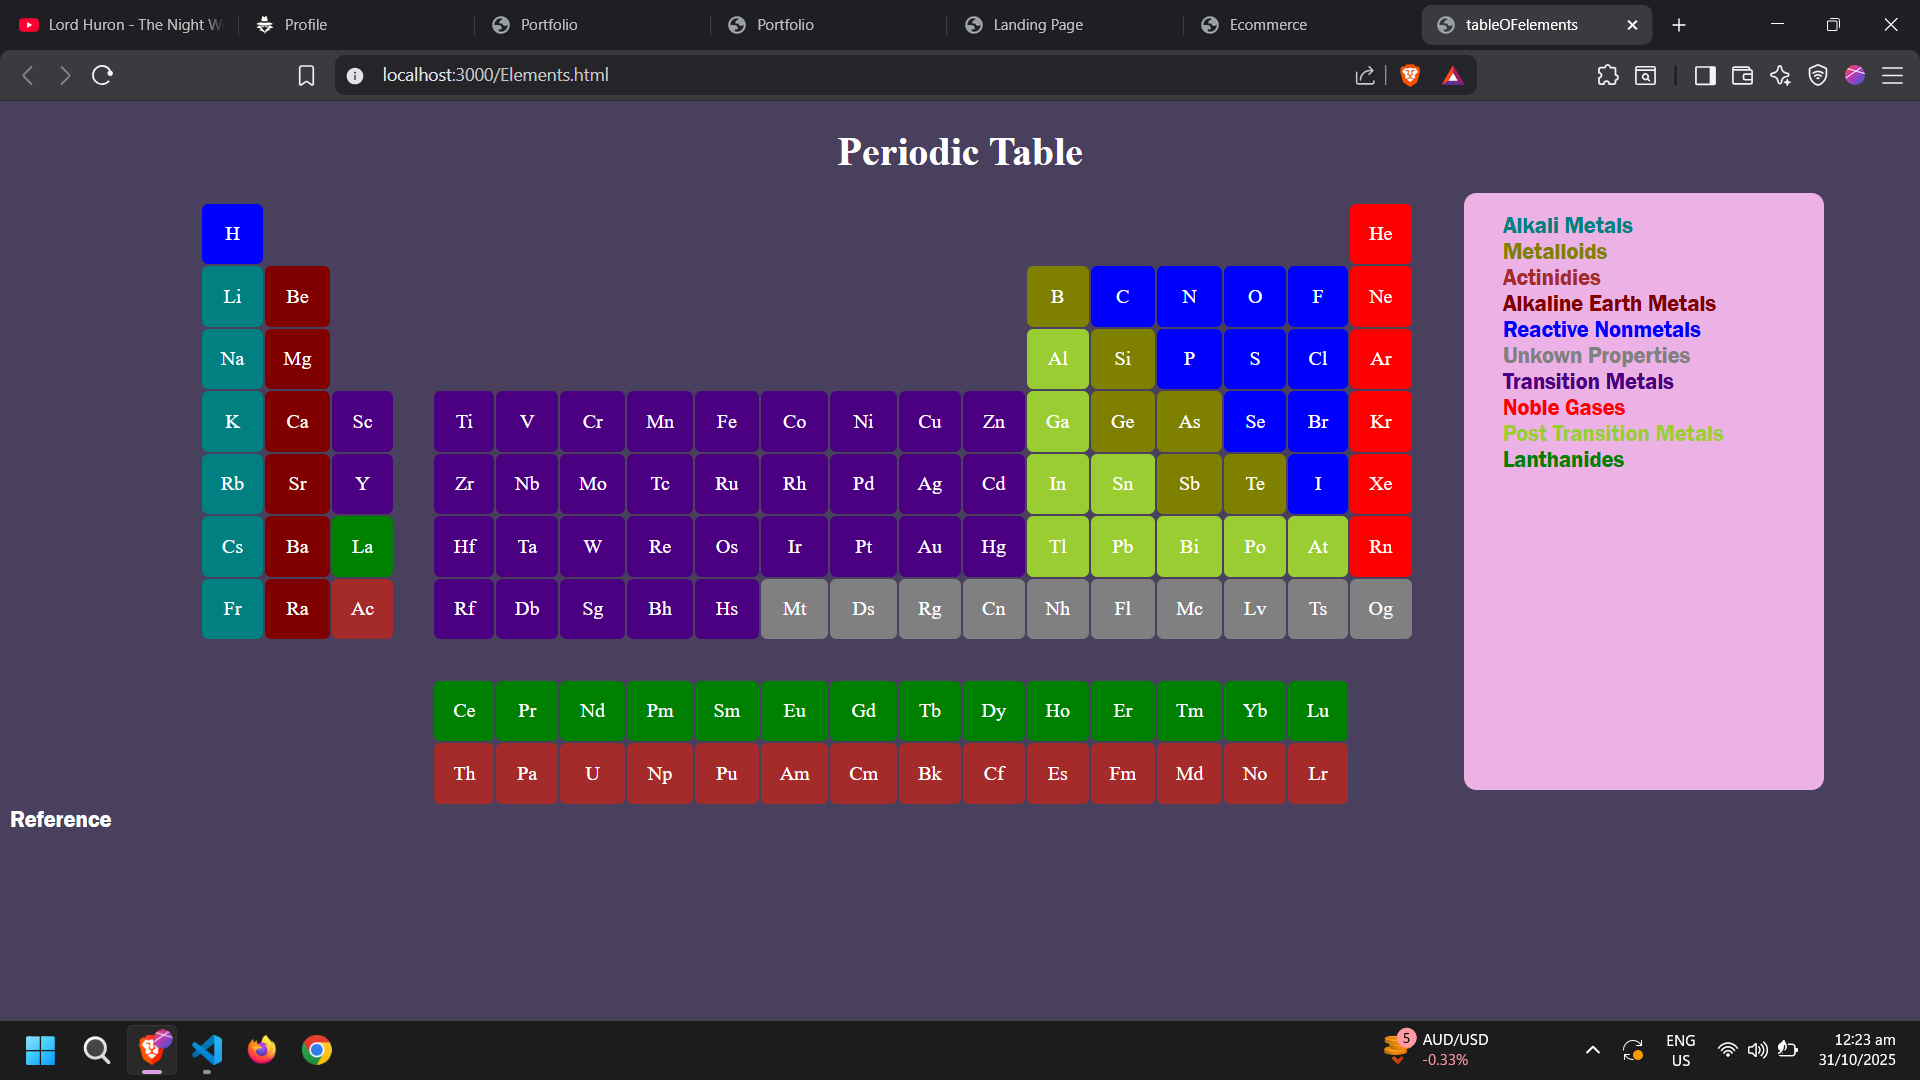 Lord Huron - The Night W
Profile
Portfolio
Portfolio
Landing Page
Ecommerce
tableOFelements
localhost:3000/Elements.html
Periodic Table
H He
Li Be B C N O F Ne
Na Mg Al Si P S Cl Ar
K Ca Sc Ti V Cr Mn Fe Co Ni Cu Zn Ga Ge As Se Br Kr
Rb Sr Y Zr Nb Mo Tc Ru Rh Pd Ag Cd In Sn Sb Te I Xe
Cs Ba La Hf Ta W Re Os Ir Pt Au Hg Tl Pb Bi Po At Rn
Fr Ra Ac Rf Db Sg Bh Hs Mt Ds Rg Cn Nh Fl Mc Lv Ts Og
Ce Pr Nd Pm Sm Eu Gd Tb Dy Ho Er Tm Yb Lu
Th Pa U Np Pu Am Cm Bk Cf Es Fm Md No Lr
Alkali Metals
Metalloids
Actinidies
Alkaline Earth Metals
Reactive Nonmetals
Unkown Properties
Transition Metals
Noble Gases
Post Transition Metals
Lanthanides
Reference
5
AUD/USD
-0.33%
ENG
US
12:23 am
31/10/2025